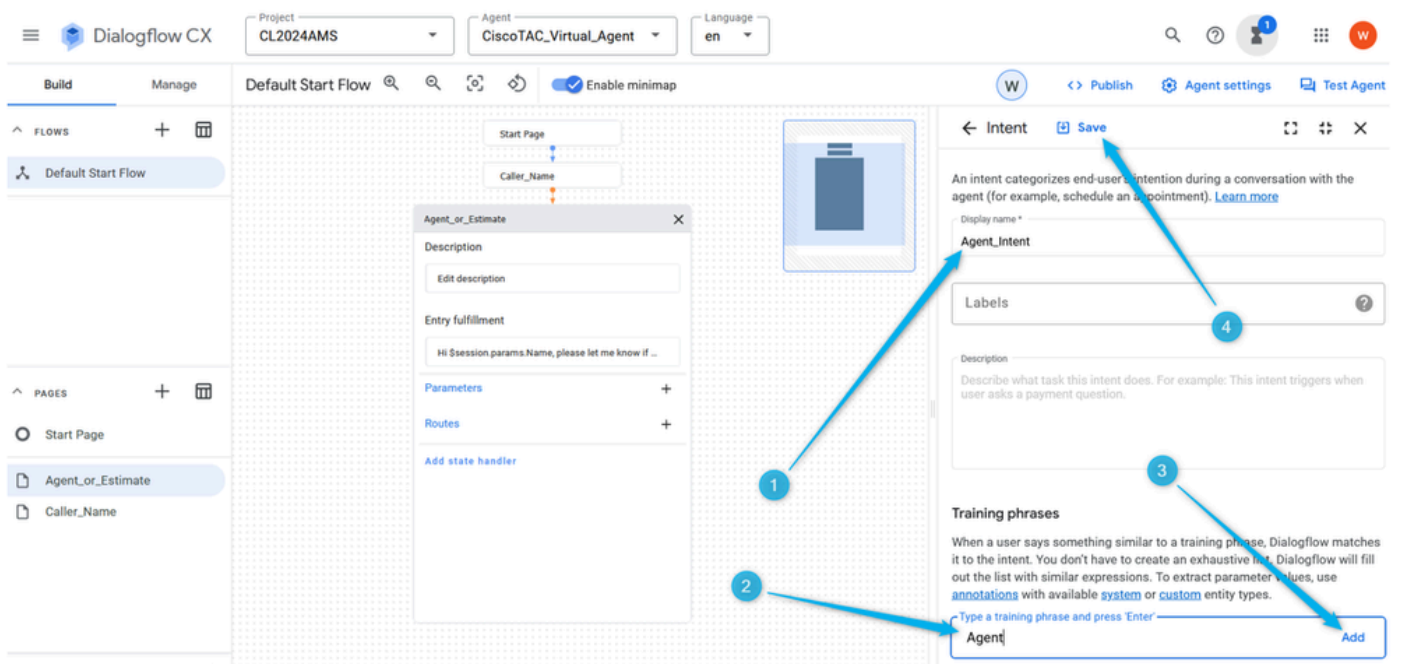 Dialogflow CX
Project
CL2024AMS
Agent
CiscoTAC_Virtual_Agent
Language
en
1
W
Build
Manage
Default Start Flow
Enable minimap
W
Publish
Agent settings
Test Agent
FLOWS
Default Start Flow
PAGES
Start Page
Agent_or_Estimate
Caller_Name
Start Page
Caller_Name
Agent_or_Estimate
Description
Edit description
Entry fulfillment
Hi $session.params.Name, please let me know if ...
Parameters
Routes
Add state handler
Intent
Save
An intent categorizes end-user's intention during a conversation with the
agent (for example, schedule an appointment). Learn more
Display name *
Agent_Intent
Labels
4
Description
Describe what task this intent does. For example: This intent triggers when
user asks a payment question.
3
1
Training phrases
When a user says something similar to a training phrase, Dialogflow matches
it to the intent. You don't have to create an exhaustive list, Dialogflow will fill
out the list with similar expressions. To extract parameter values, use
annotations with available system or custom entity types.
2
Type a training phrase and press 'Enter'
Agent
Add